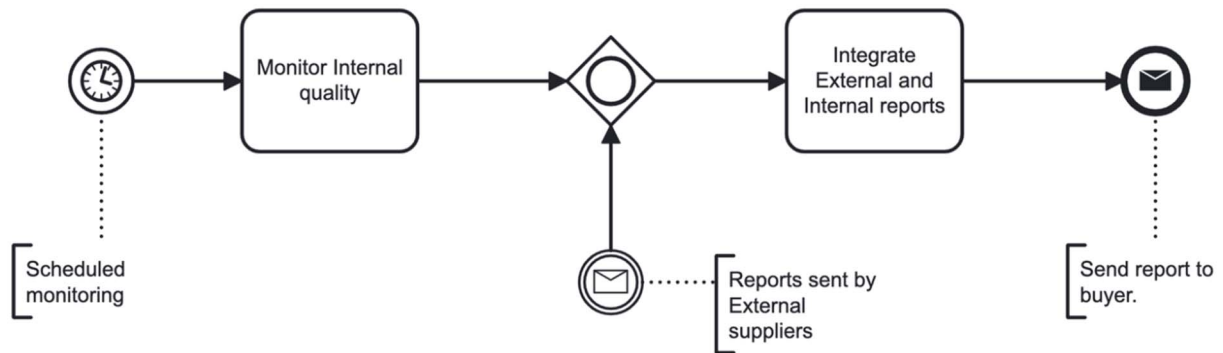 Monitor Internal
quality
Integrate
External and
Internal reports
Scheduled
monitoring
Reports sent by
External
suppliers
Send report to
buyer.